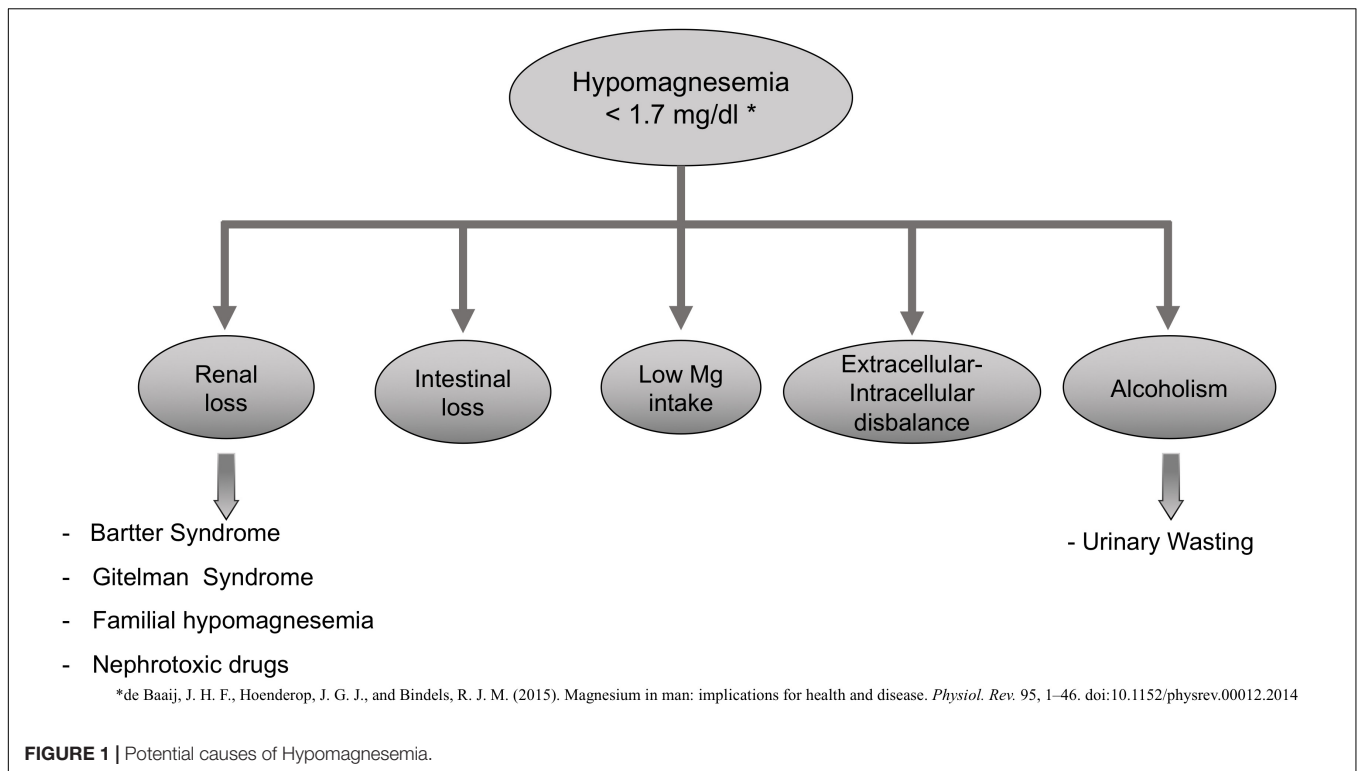 Hypomagnesemia
< 1.7 mg/dl *
Renal
loss
Intestinal
loss
Low Mg
intake
Extracellular-
Intracellular
disbalance
Alcoholism
- Bartter Syndrome
- Gitelman Syndrome
- Familial hypomagnesemia
- Nephrotoxic drugs
- Urinary Wasting
*de Baaij, J. H. F., Hoenderop, J. G. J., and Bindels, R. J. M. (2015). Magnesium in man: implications for health and disease. Physiol. Rev. 95, 1–46. doi:10.1152/physrev.00012.2014
FIGURE 1 | Potential causes of Hypomagnesemia.